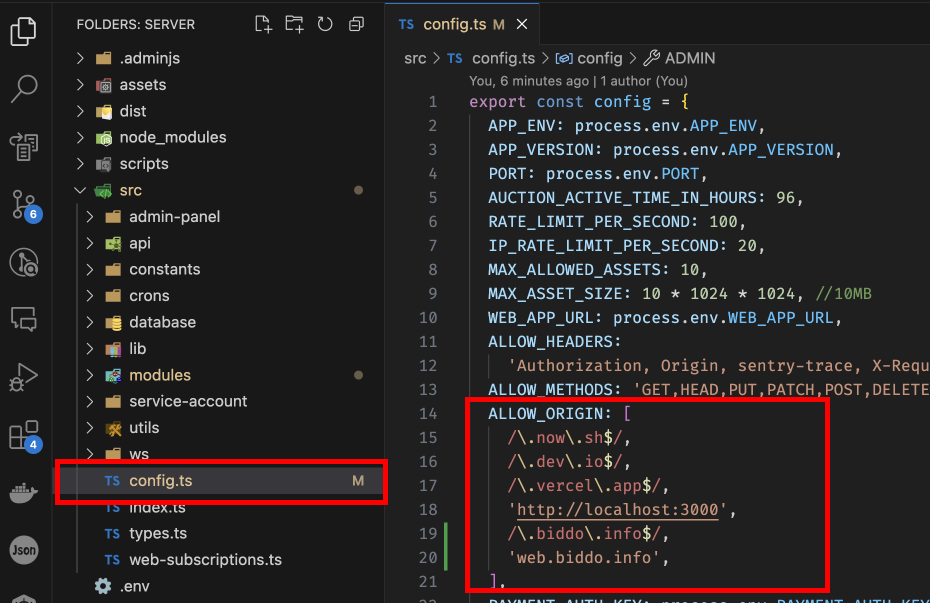 FOLDERS: SERVER
.adminjs
assets
dist
node_modules
scripts
src
admin-panel
api
constants
crons
database
lib
modules
service-account
utils
ws
TS config.ts M
TS index.ts
TS types.ts
TS web-subscriptions.ts
.env
6
4
Json
TS config.ts M
src > TS config.ts > config > ADMIN
You, 6 minutes ago | 1 author (You)
1 export const config = {
2 APP_ENV: process.env.APP_ENV,
3 APP_VERSION: process.env.APP_VERSION,
4 PORT: process.env.PORT,
5 AUCTION_ACTIVE_TIME_IN_HOURS: 96,
6 RATE_LIMIT_PER_SECOND: 100,
7 IP_RATE_LIMIT_PER_SECOND: 20,
8 MAX_ALLOWED_ASSETS: 10,
9 MAX_ASSET_SIZE: 10 * 1024 * 1024, //10MB
10 WEB_APP_URL: process.env.WEB_APP_URL,
11 ALLOW_HEADERS:
12 'Authorization, Origin, sentry-trace, X-Requ
13 ALLOW_METHODS: 'GET,HEAD,PUT,PATCH,POST,DELETE
14 ALLOW_ORIGIN: [
15 /\.now\.sh$/,
16 /\.dev\.io$/,
17 /\.vercel\.app$/,
18 'http://localhost:3000',
19 /\.biddo\.info$/,
20 'web.biddo.info',
21 ],
22 PAYMENT_AUTH_KEY: process.env.PAYMENT_AUTH_KEY